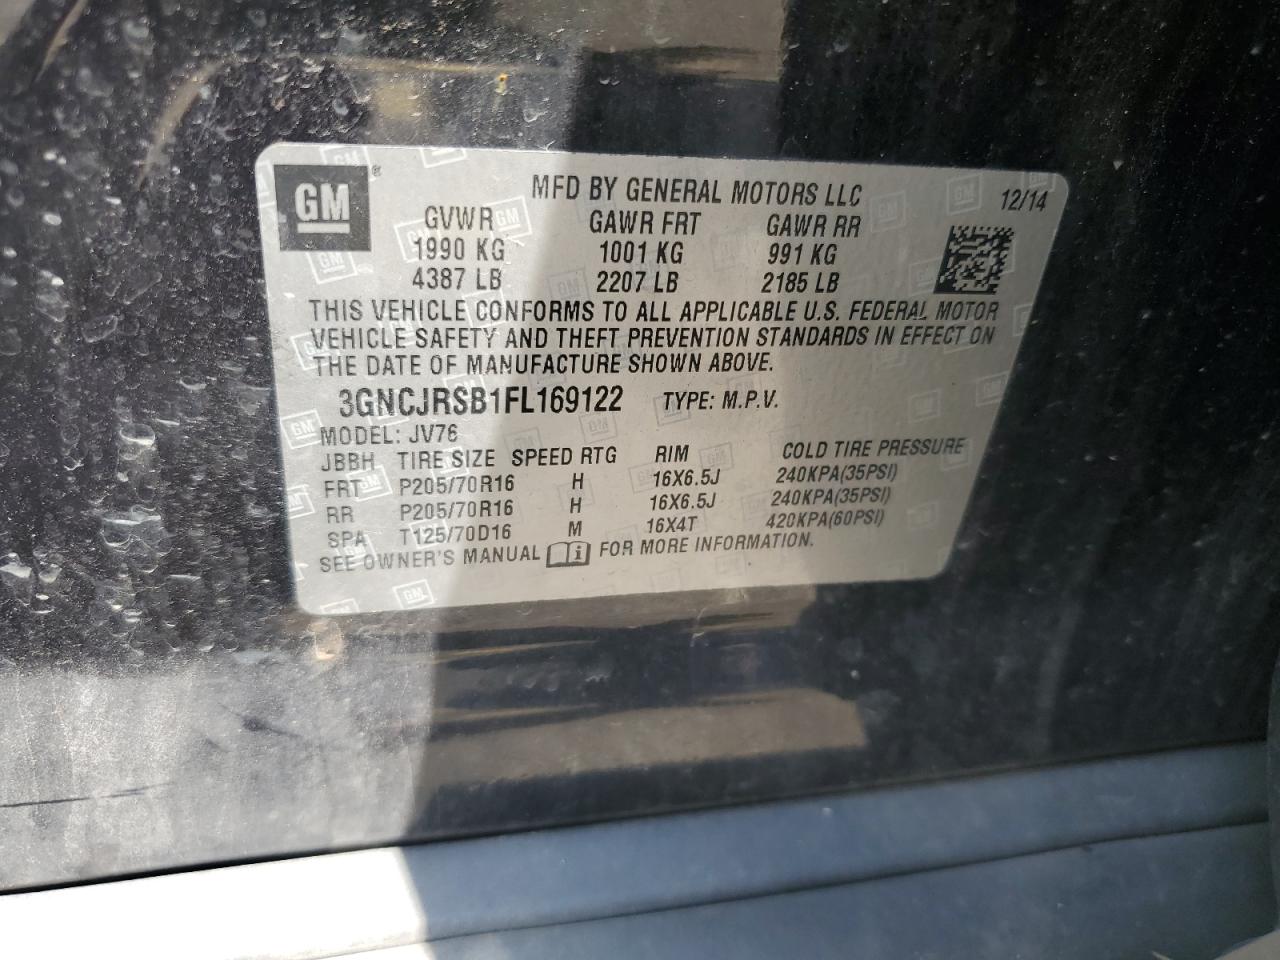 GM
MFD BY GENERAL MOTORS LLC 12/14
GVWR GAWR FRT GAWR RR
1990 KG 1001 KG 991 KG
4387 LB 2207 LB 2185 LB
THIS VEHICLE CONFORMS TO ALL APPLICABLE U.S. FEDERAL MOTOR
VEHICLE SAFETY AND THEFT PREVENTION STANDARDS IN EFFECT ON
THE DATE OF MANUFACTURE SHOWN ABOVE.
3GNCJRSB1FL169122 TYPE: M.P.V.
MODEL: JV76
JBBH TIRE SIZE SPEED RTG RIM COLD TIRE PRESSURE
FRT P205/70R16 H 16X6.5J 240KPA(35PSI)
RR P205/70R16 H 16X6.5J 240KPA(35PSI)
SPA T125/70D16 M 16X4T 420KPA(60PSI)
SEE OWNER'S MANUAL FOR MORE INFORMATION.